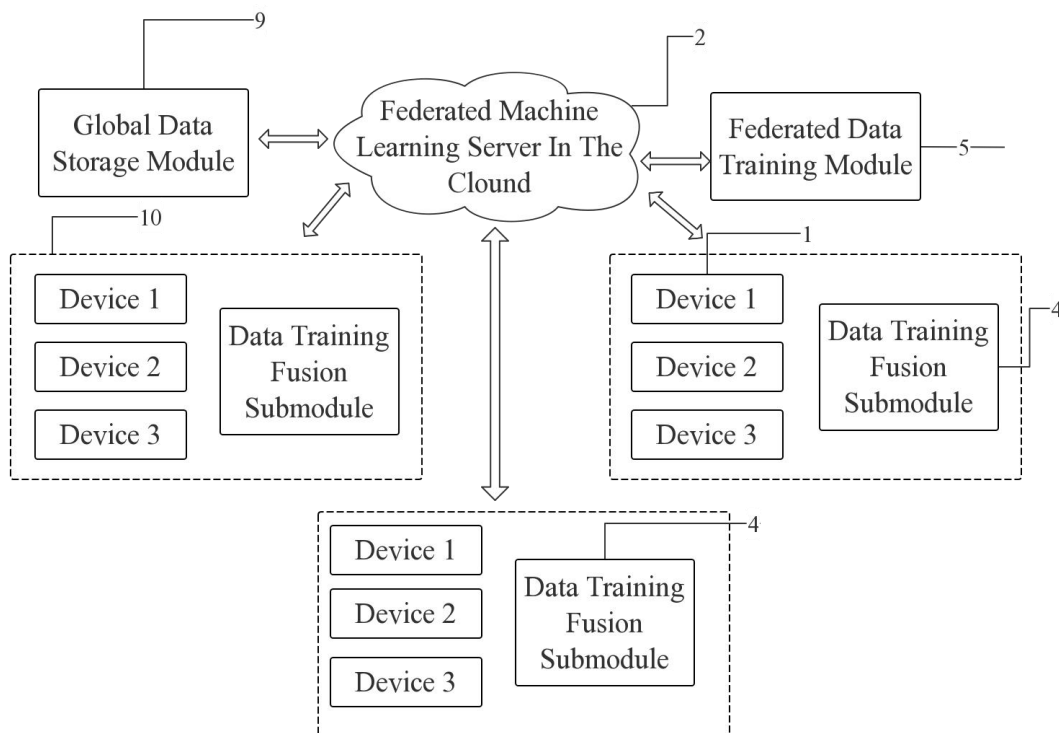 9
2
Global Data
Storage Module
Federated Machine
Learning Server In The
Clound
Federated Data
Training Module
5
10
1
Device 1
Device 2
Device 3
Data Training
Fusion
Submodule
Device 1
Device 2
Device 3
Data Training
Fusion
Submodule
4
4
Device 1
Device 2
Device 3
Data Training
Fusion
Submodule